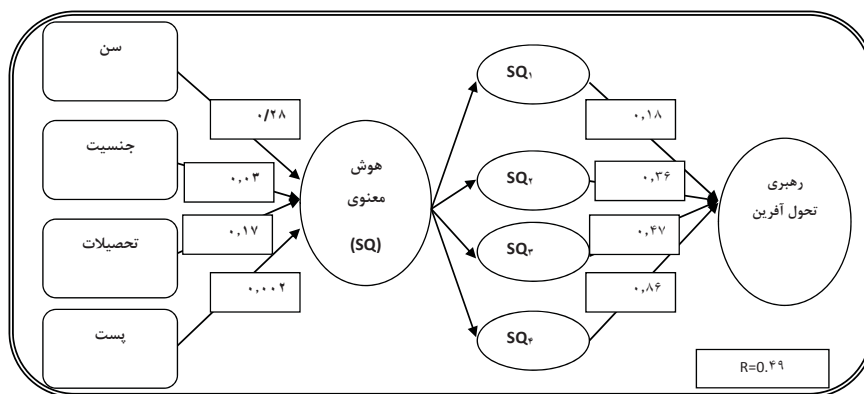 سن
جنسیت
تحصیلات
پست
۰/۲۸
۰,۰۳
۰,۱۷
۰,۰۰۲
هوش
معنوی
(SQ)
SQ۱
SQ۲
SQ۳
SQ۴
۰,۱۸
۰,۳۶
۰,۴۷
۰,۸۶
رهبری
تحول آفرین
R=0.۴۹